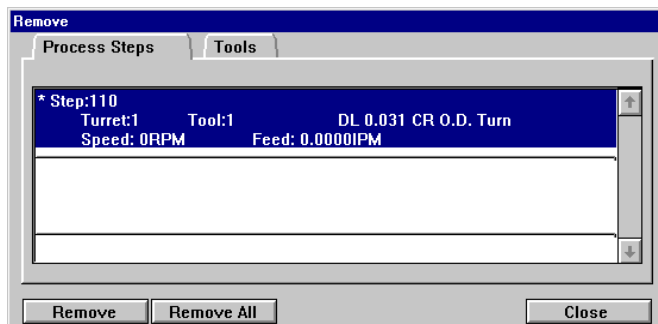 Remove
Process Steps Tools
* Step:110
Turret:1 Tool:1 DL 0.031 CR O.D. Turn
Speed: 0RPM Feed: 0.0000IPM
Remove Remove All Close